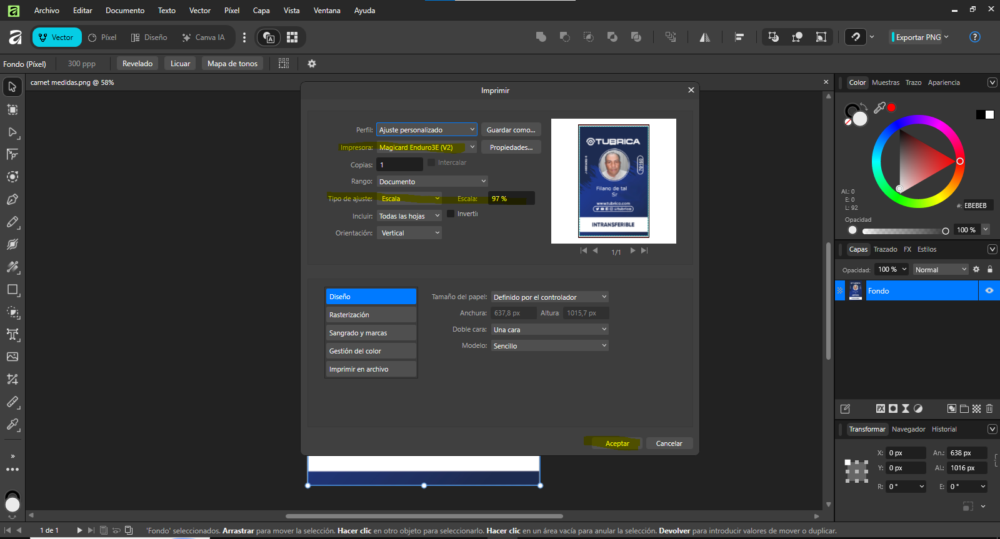 Archivo Editar Documento Texto Vector Píxel Capa Vista Ventana Ayuda
Vector Píxel Diseño Canva IA Exportar PNG
Fondo (Píxel) 300 ppp Revelado Licuar Mapa de tonos
carnet medidas.png @ 58%
Imprimir
Perfil: Ajuste personalizado Guardar como...
Impresora: Magicard Enduro3E (V2) Propiedades...
Copias: 1 Intercalar
Rango: Documento
Tipo de ajuste: Escala Escala: 97 %
Incluir: Todas las hojas Invertir
Orientación: Vertical
TUBRICA
70160
Filano de tal
Sr
www.tubrica.com
@tubrica
INTRANSFERIBLE
1/1
Diseño
Rasterización
Sangrado y marcas
Gestión del color
Imprimir en archivo
Tamaño del papel: Definido por el controlador
Anchura: 637,8 px Altura: 1015,7 px
Doble cara: Una cara
Modelo: Sencillo
Aceptar Cancelar
Color Muestras Trazo Apariencia
AI.: 0
E: 0
L: 92
#: EBEBEB
Opacidad
100 %
Capas Trazado FX Estilos
Opacidad: 100 % Normal
Fondo
Transformar Navegador Historial
X: 0 px An.: 638 px
Y: 0 px Al.: 1016 px
R: 0 ° E: 0 °
1 de 1 'Fondo' seleccionados. Arrastrar para mover la selección. Hacer clic en otro objeto para seleccionarlo. Hacer clic en un área vacía para anular la selección. Devolver para introducir valores de mover o duplicar.